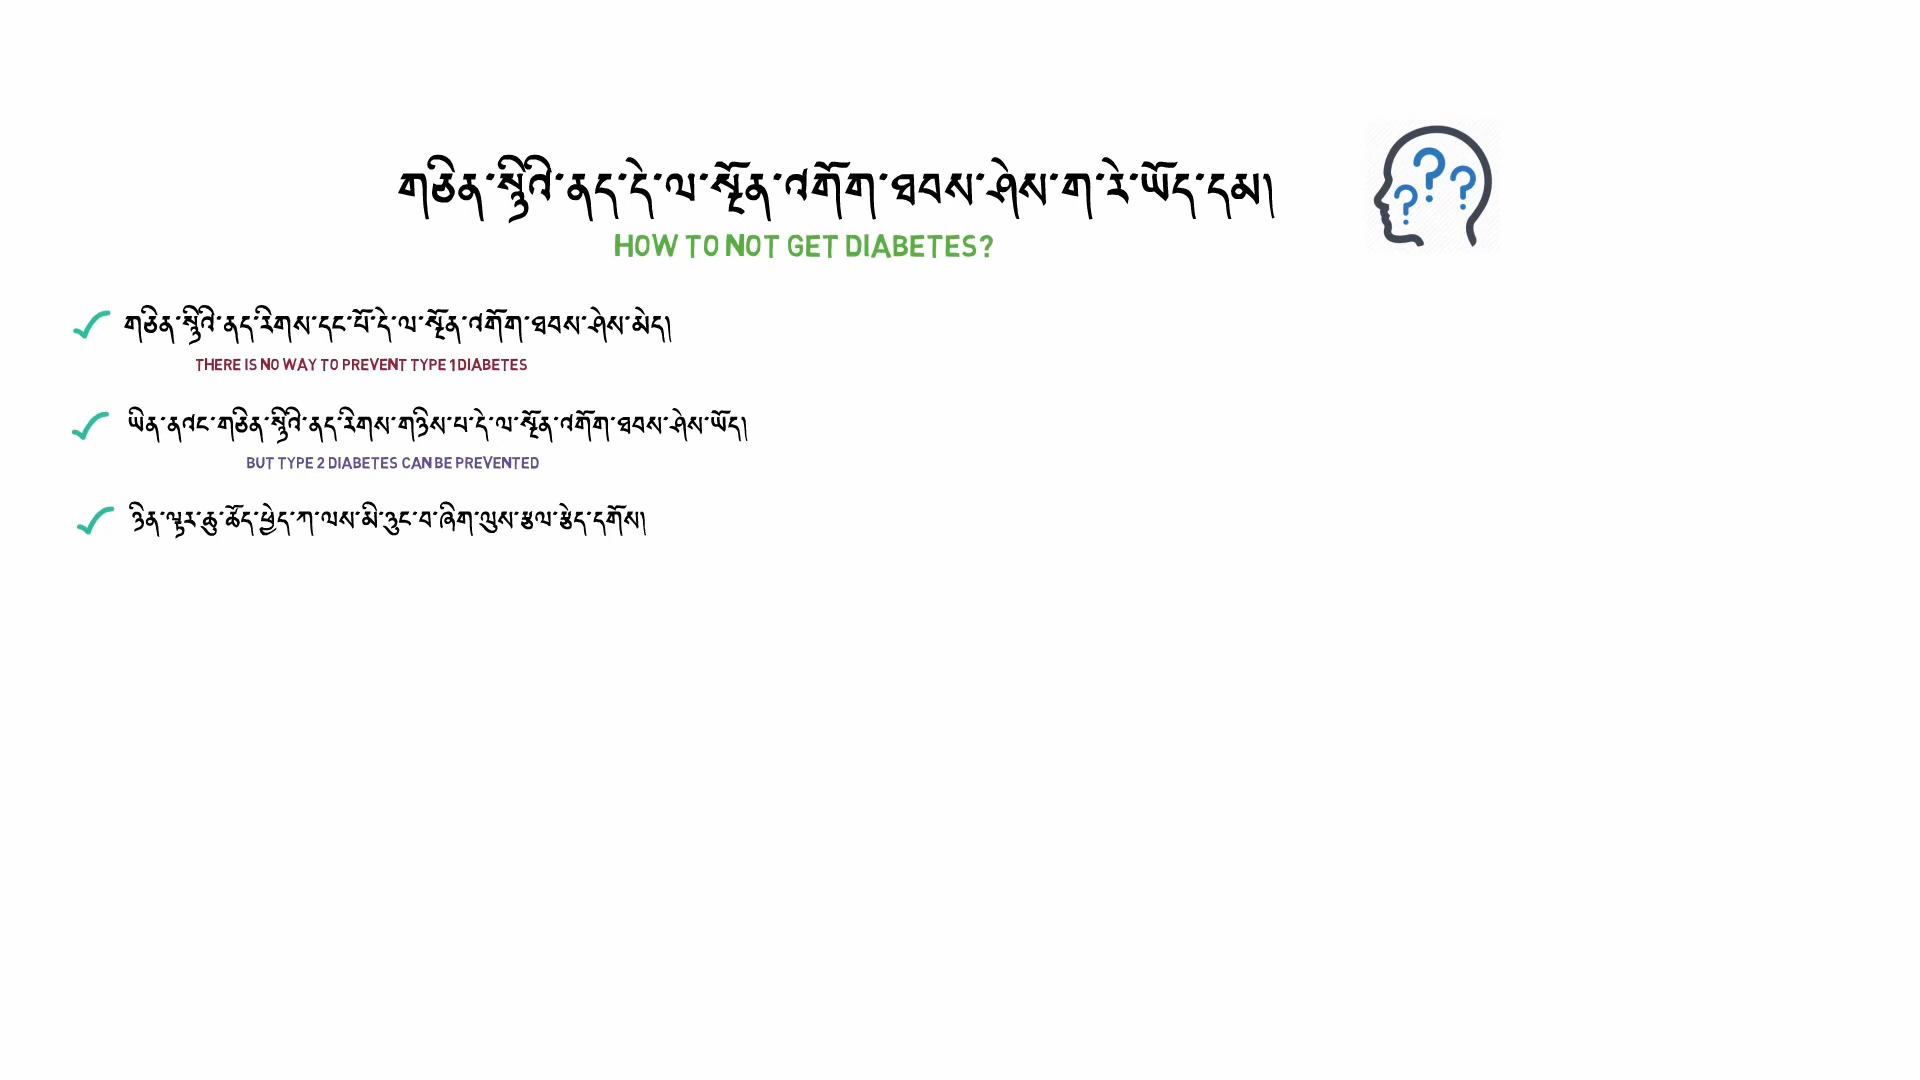 གཅིན་སྙིའི་ནད་དེ་ལ་སྔོན་འགོག་ཐབས་ཤེས་ག་རེ་ཡོད་དམ།
HOW TO NOT GET DIABETES?
གཅིན་སྙིའི་ནད་རིགས་དང་པོ་དེ་ལ་སྔོན་འགོག་ཐབས་ཤེས་མེད།
THERE IS NO WAY TO PREVENT TYPE 1 DIABETES
ཡིན་ནའང་གཅིན་སྙིའི་ནད་རིགས་གཉིས་པ་དེ་ལ་སྔོན་འགོག་ཐབས་ཤེས་ཡོད།
BUT TYPE 2 DIABETES CAN BE PREVENTED
ཉིན་ལྟར་ཆུ་ཚོད་ཕྱེད་ཀ་ལས་མི་ཉུང་བ་ཞིག་ལུས་རྩལ་རྩེད་དགོས།